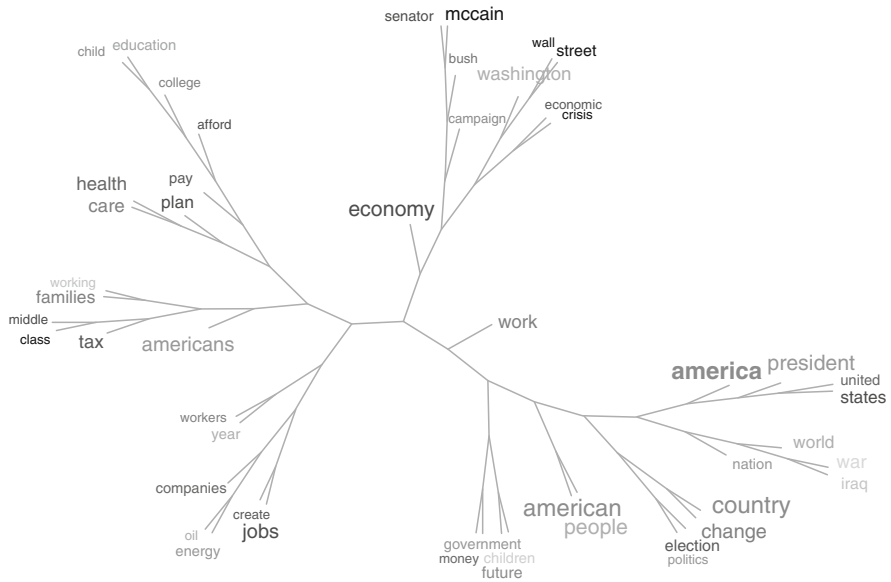 senator mccain
child education
wall
street
bush
washington
college
economic
crisis
campaign
afford
health
care
pay
plan
economy
working
families
middle
class
tax
americans
work
america president
united
states
workers
year
world
nation
war
iraq
companies
create
jobs
oil
energy
american
people
country
change
election
politics
government
money children
future